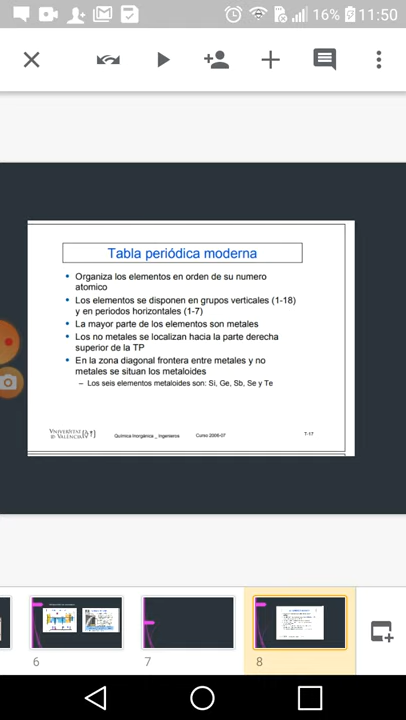 16% 11:50
Tabla periódica moderna
• Organiza los elementos en orden de su numero
atomico
• Los elementos se disponen en grupos verticales (1-18)
y en periodos horizontales (1-7)
• La mayor parte de los elementos son metales
• Los no metales se localizan hacia la parte derecha
superior de la TP
• En la zona diagonal frontera entre metales y no
metales se situan los metaloides
– Los seis elementos metaloides son: Si, Ge, Sb, Se y Te
VNIVERSITAT
D VALÈNCIA
Química Inorgánica _ Ingenieros
Curso 2006-07
T-17
6
7
8